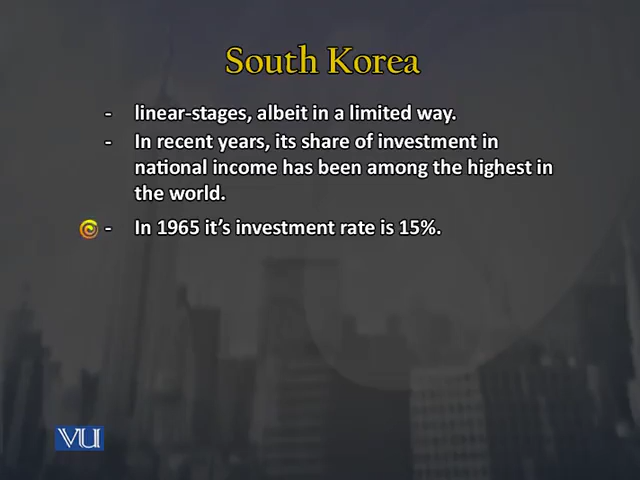 South Korea
- linear-stages, albeit in a limited way.
- In recent years, its share of investment in
national income has been among the highest in
the world.
- In 1965 it’s investment rate is 15%.
VU